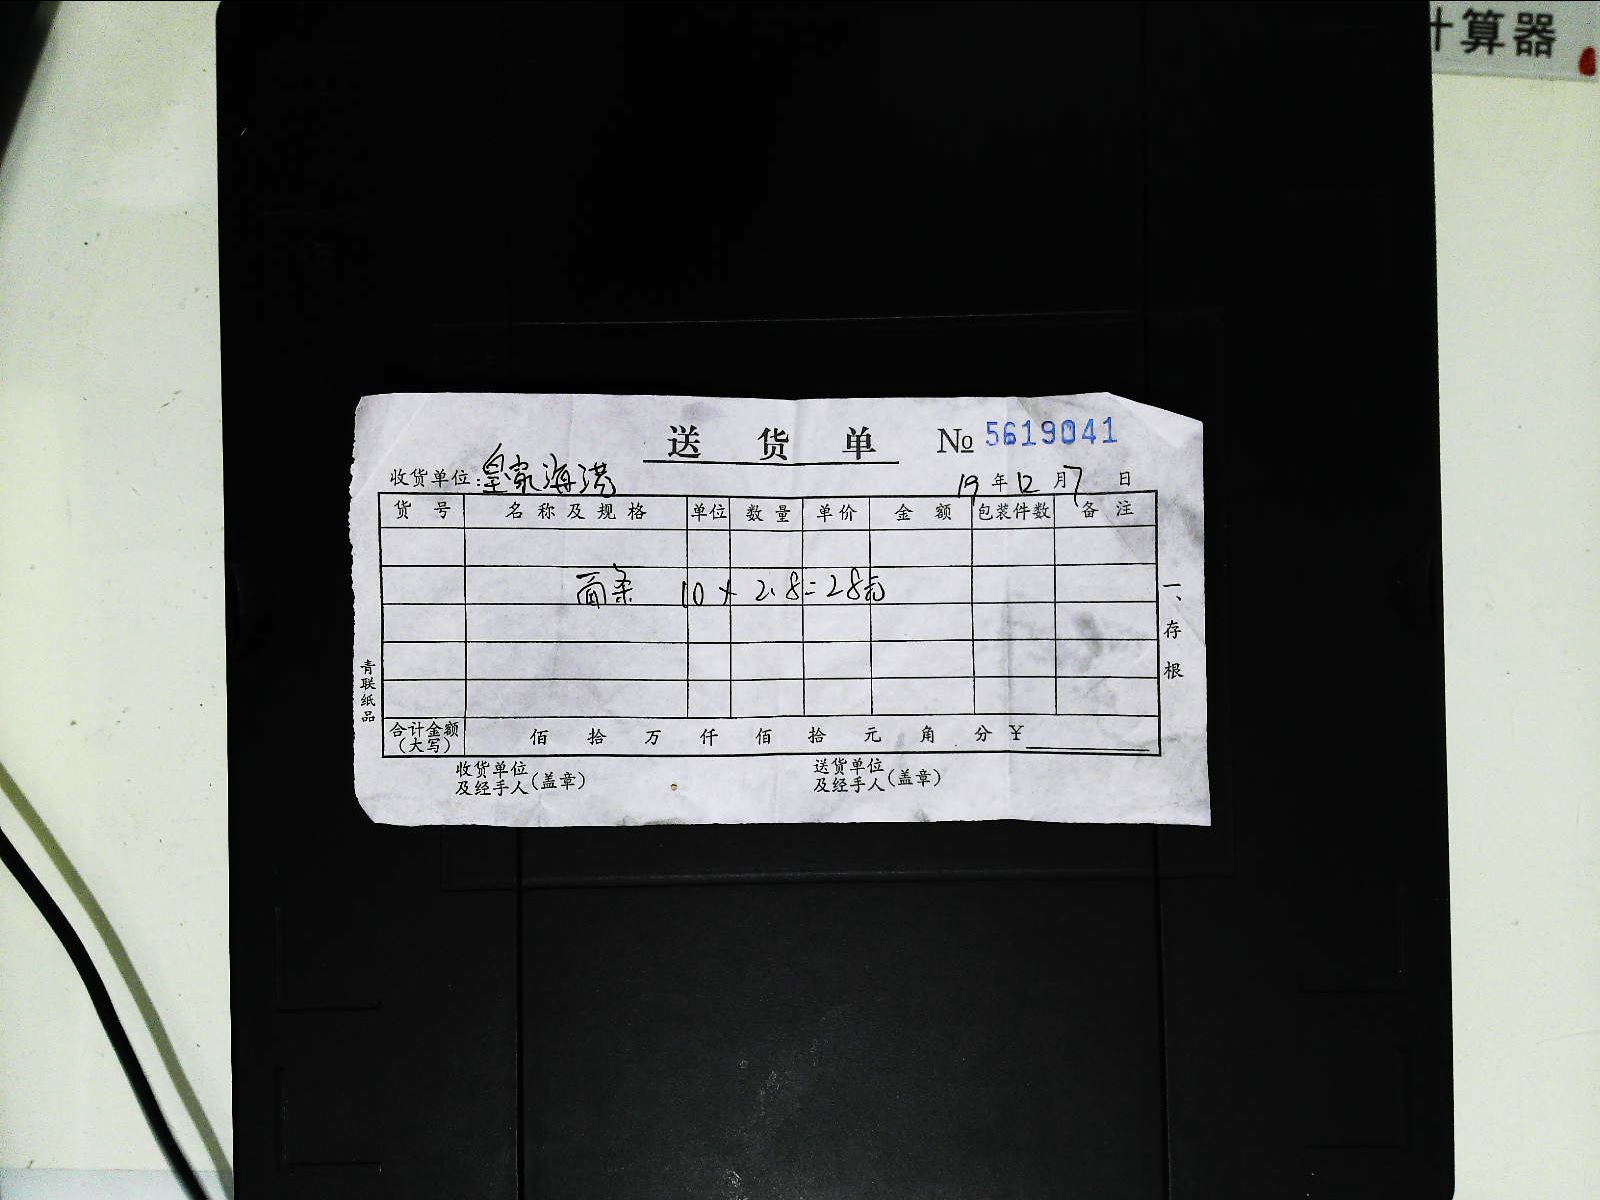 计算器
送货单 № 5619041
收货单位:皇家海港 19年12月7日
货号 名称及规格 单位 数量 单价 金额 包装件数 备注
面条 10 × 2.8=28元
一、存根
青联纸品
合计金额(大写) 佰 拾 万 仟 佰 拾 元 角 分 ¥
收货单位及经手人(盖章) 送货单位及经手人(盖章)